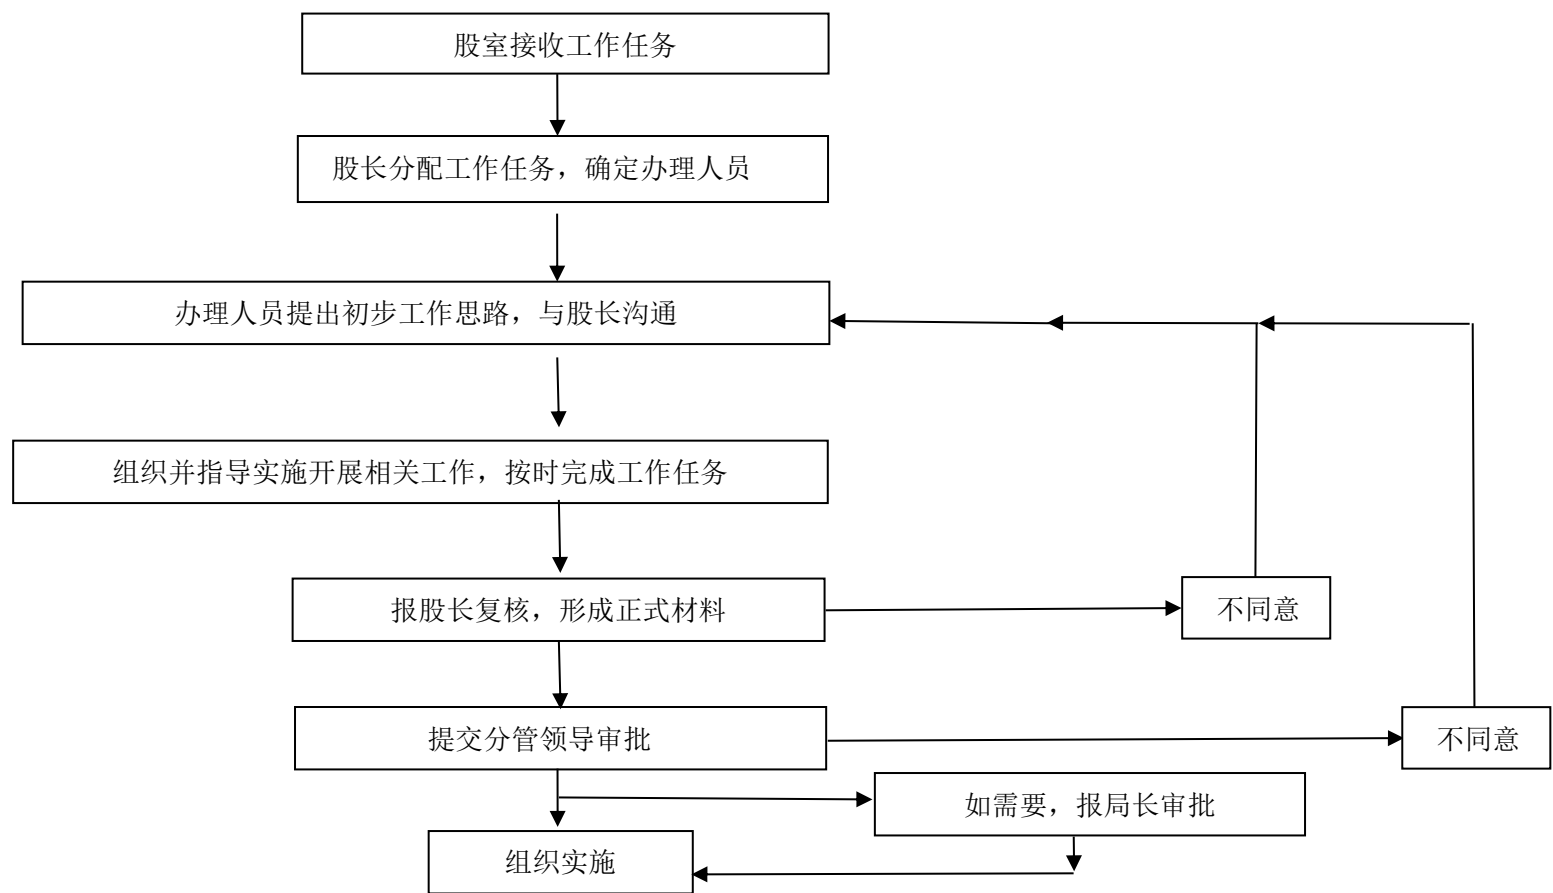 股室接收工作任务
股长分配工作任务，确定办理人员
办理人员提出初步工作思路，与股长沟通
组织并指导实施开展相关工作，按时完成工作任务
报股长复核，形成正式材料
不同意
提交分管领导审批
不同意
如需要，报局长审批
组织实施